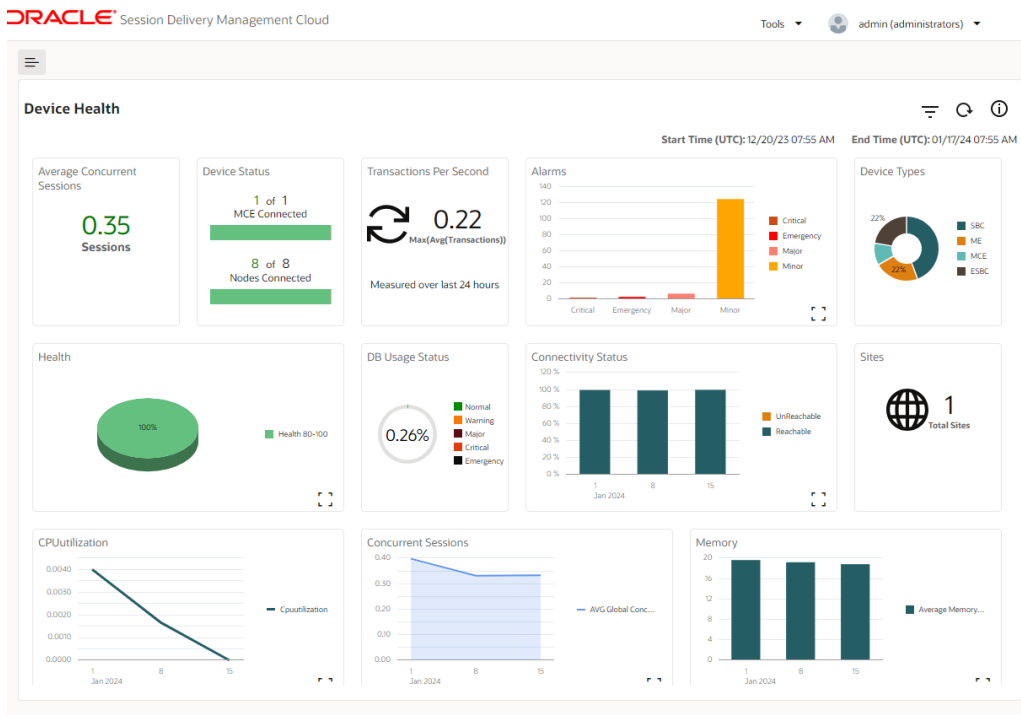 ORACLE® Session Delivery Management Cloud
Tools
admin (administrators)
Device Health
Start Time (UTC): 12/20/23 07:55 AM End Time (UTC): 01/17/24 07:55 AM
Average Concurrent
Sessions
0.35
Sessions
Device Status
1 of 1
MCE Connected
8 of 8
Nodes Connected
Transactions Per Second
0.22
Max(Avg(Transactions))
Measured over last 24 hours
Alarms
140
120
100
80
60
40
20
0
Critical Emergency Major Minor
Critical
Emergency
Major
Minor
Device Types
22%
22%
SBC
ME
MCE
ESBC
Health
100%
Health 80-100
DB Usage Status
0.26%
Normal
Warning
Major
Critical
Emergency
Connectivity Status
120 %
100 %
80 %
60 %
40 %
20 %
0 %
1 8 15
Jan 2024
UnReachable
Reachable
Sites
1
Total Sites
CPUutilization
0.0040
0.0030
0.0020
0.0010
0.0000
1 8 15
Jan 2024
Cpuutilization
Concurrent Sessions
0.40
0.30
0.20
0.10
0.00
1 8 15
Jan 2024
AVG Global Conc...
Memory
20
16
12
8
4
0
1 8 15
Jan 2024
Average Memory...